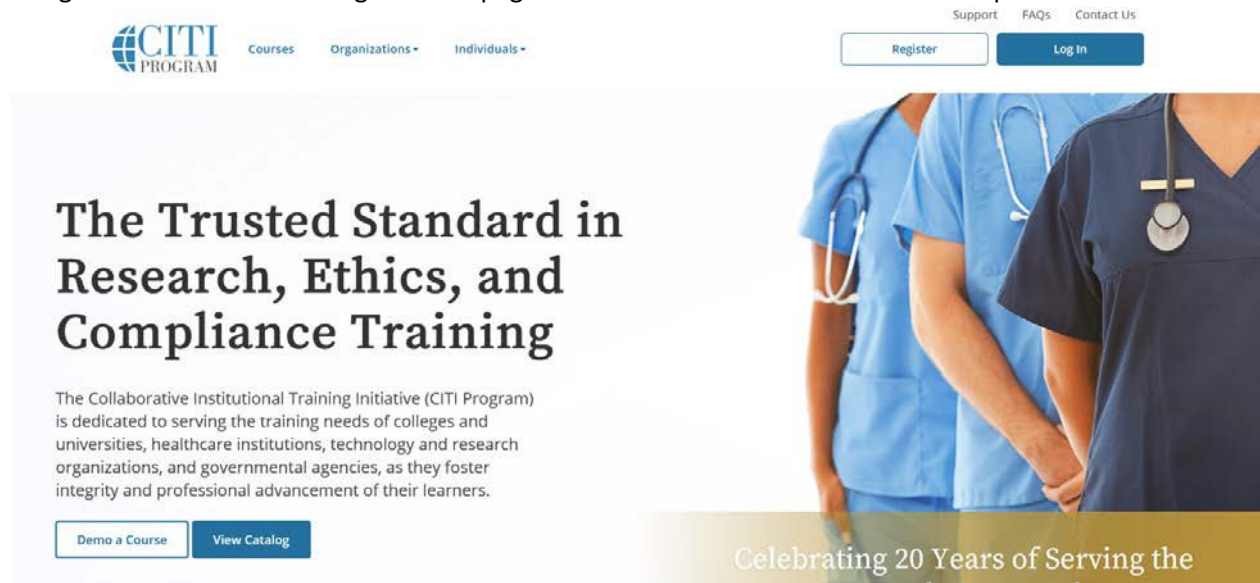 Support FAQs Contact Us
CITI
PROGRAM
Courses Organizations Individuals
Register Log In
The Trusted Standard in
Research, Ethics, and
Compliance Training
The Collaborative Institutional Training Initiative (CITI Program)
is dedicated to serving the training needs of colleges and
universities, healthcare institutions, technology and research
organizations, and governmental agencies, as they foster
integrity and professional advancement of their learners.
Demo a Course View Catalog
Celebrating 20 Years of Serving the